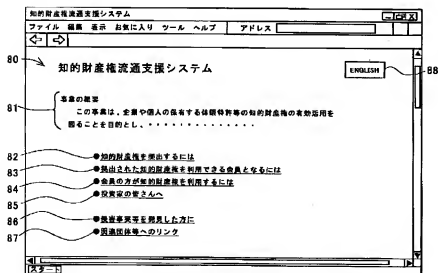 知的財産権流通支援システム
ファイル 編集 表示 お気に入り ツール ヘルプ アドレス
80
知的財産権流通支援システム
ENGLISH
88
81
事業の概要
この事業は、企業や個人の保有する休眠特許等の知的財産権の有効活用を
図ることを目的とし、・・・・・・・・・・・・・・
82
●知的財産権を拠出するには
83
●拠出された知的財産権を利用できる会員となるには
84
●会員の方が知的財産権を利用するには
85
●投資家の皆さんへ
86
●侵害事実等を発見した方に
87
●関連団体等へのリンク
スタート